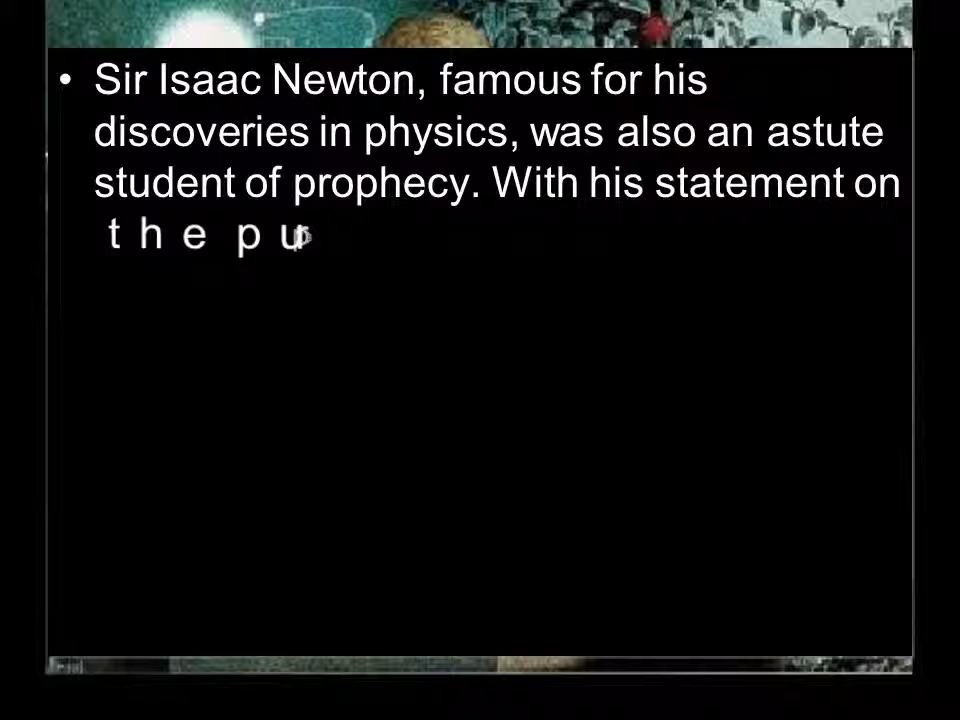 • Sir Isaac Newton, famous for his
discoveries in physics, was also an astute
student of prophecy. With his statement on
the